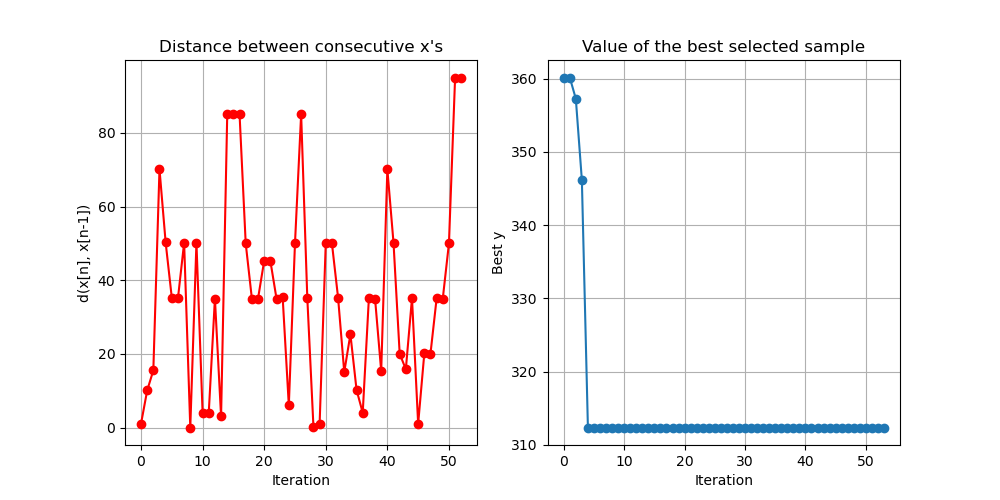 Distance between consecutive x's
d(x[n], x[n-1])
80
60
40
20
0
0 10 20 30 40 50
Iteration
Value of the best selected sample
Best y
360
350
340
330
320
310
0 10 20 30 40 50
Iteration